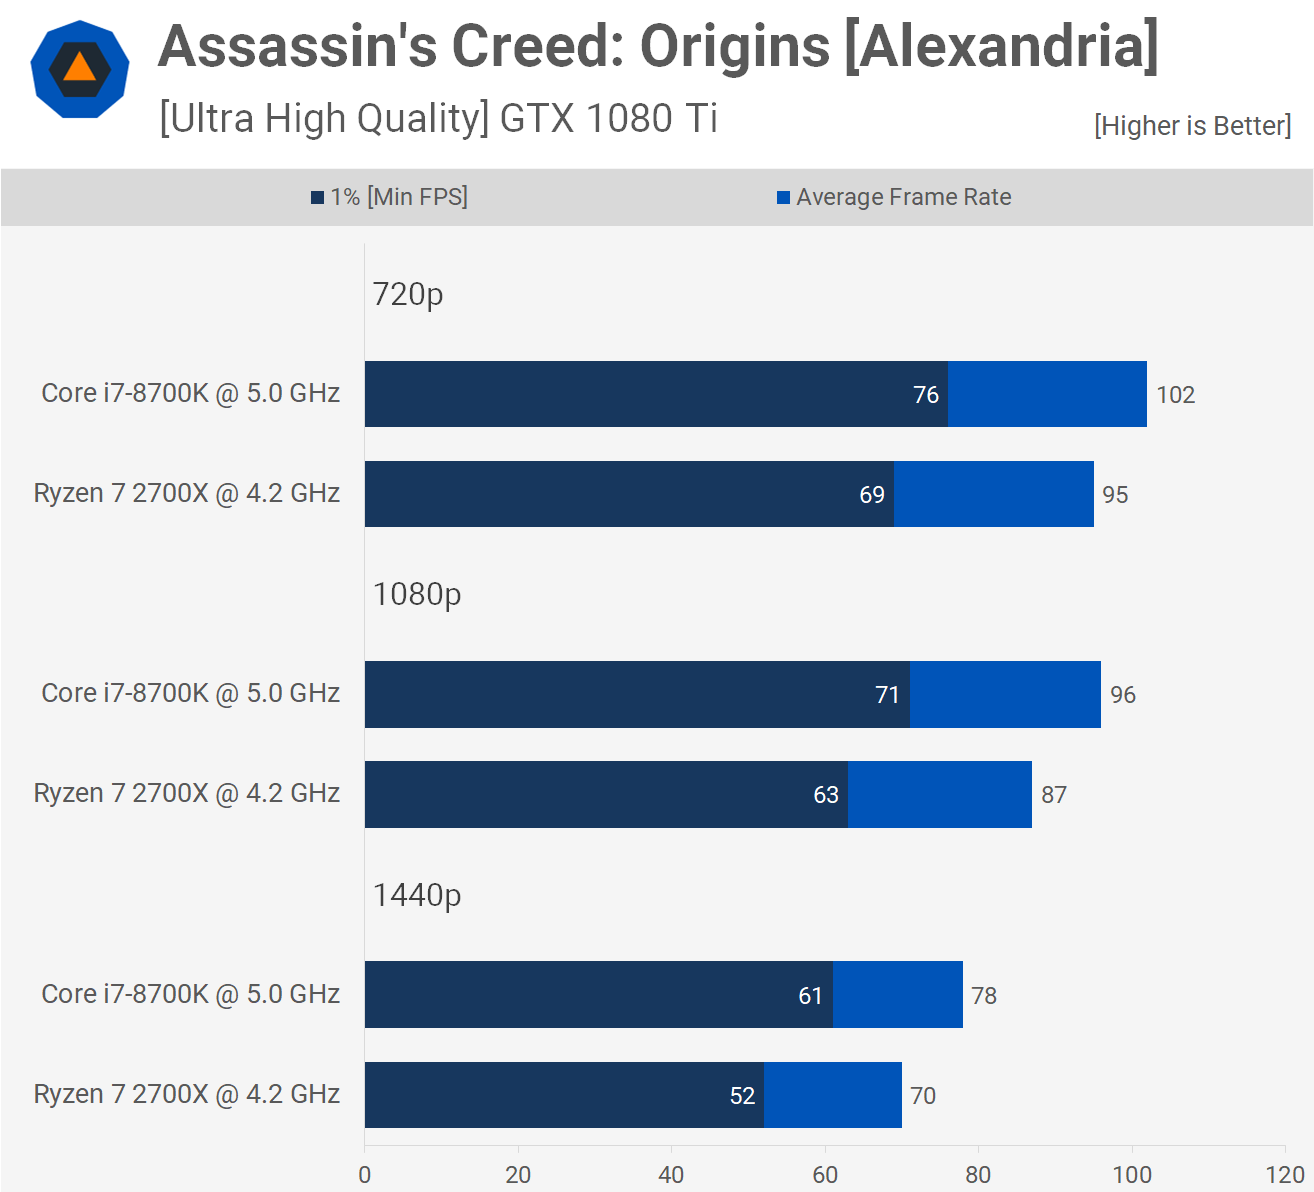 Assassin's Creed: Origins [Alexandria]
[Ultra High Quality] GTX 1080 Ti
[Higher is Better]
1% [Min FPS] Average Frame Rate
720p
Core i7-8700K @ 5.0 GHz 76 102
Ryzen 7 2700X @ 4.2 GHz 69 95
1080p
Core i7-8700K @ 5.0 GHz 71 96
Ryzen 7 2700X @ 4.2 GHz 63 87
1440p
Core i7-8700K @ 5.0 GHz 61 78
Ryzen 7 2700X @ 4.2 GHz 52 70
0 20 40 60 80 100 120